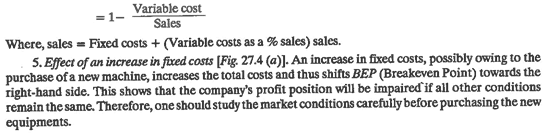 = 1– Variable cost / Sales
Where, sales = Fixed costs + (Variable costs as a % sales) sales.
5. Effect of an increase in fixed costs [Fig. 27.4 (a)]. An increase in fixed costs, possibly owing to the
purchase of a new machine, increases the total costs and thus shifts BEP (Breakeven Point) towards the
right-hand side. This shows that the company's profit position will be impaired if all other conditions
remain the same. Therefore, one should study the market conditions carefully before purchasing the new
equipments.